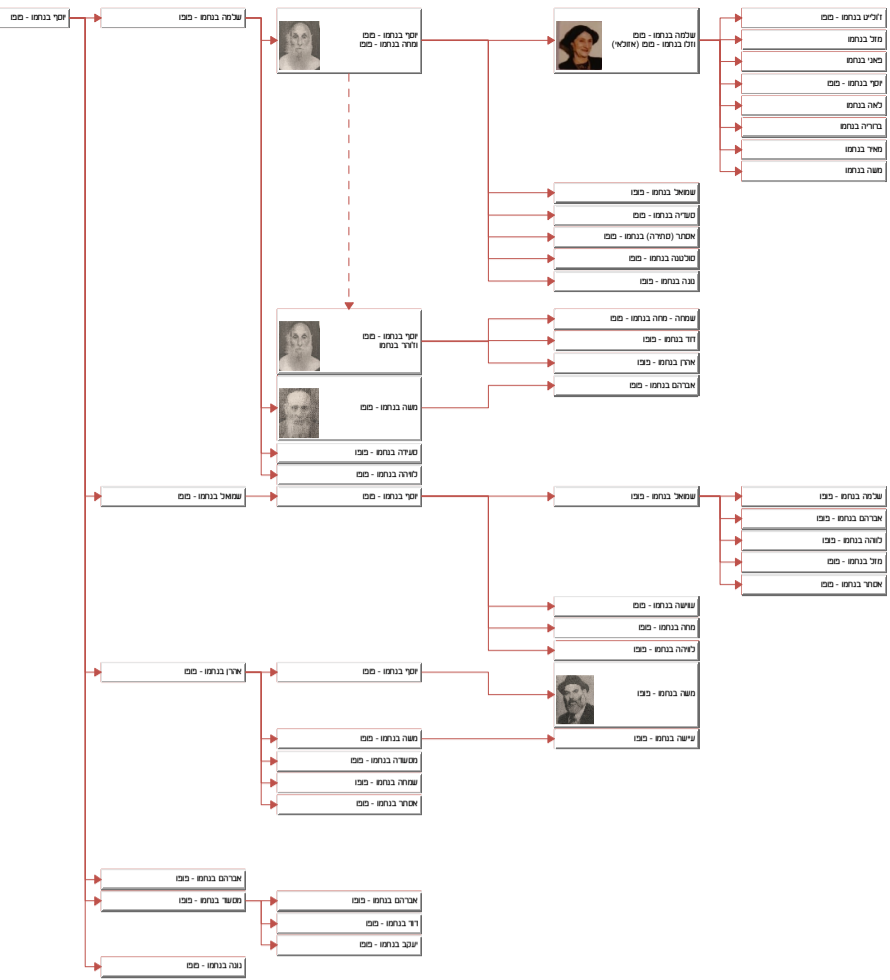 יוסף בנחמו - פופו
שלמה בנחמו - פופו
יוסף בנחמו - פופו
ומחה בנחמו - פופו
שלמה בנחמו - פופו
וזלו בנחמו - פופו (אזולאי)
ז'ולייט בנחמו - פופו
מזל בנחמו
פאני בנחמו
יוסף בנחמו - פופו
לאה בנחמו
ברוריה בנחמו
מאיר בנחמו
משה בנחמו
שמואל בנחמו - פופו
סעדיה בנחמו - פופו
אסתר (סתירה) בנחמו - פופו
סולטנה בנחמו - פופו
נונה בנחמו - פופו
יוסף בנחמו - פופו
ולוהר בנחמו
שמחה - מחה בנחמו - פופו
דוד בנחמו - פופו
אהרן בנחמו - פופו
משה בנחמו - פופו
אברהם בנחמו - פופו
סעידה בנחמו - פופו
לוויהה בנחמו - פופו
שמואל בנחמו - פופו
יוסף בנחמו - פופו
שמואל בנחמו - פופו
שלמה בנחמו - פופו
אברהם בנחמו - פופו
לווהה בנחמו - פופו
מזל בנחמו - פופו
אסתר בנחמו - פופו
עווישה בנחמו - פופו
מחה בנחמו - פופו
לוויהה בנחמו - פופו
אהרן בנחמו - פופו
יוסף בנחמו - פופו
משה בנחמו - פופו
משה בנחמו - פופו
עיישה בנחמו - פופו
מסעודה בנחמו - פופו
שמחה בנחמו - פופו
אסתר בנחמו - פופו
אברהם בנחמו - פופו
מסעוד בנחמו - פופו
אברהם בנחמו - פופו
דוד בנחמו - פופו
יעקב בנחמו - פופו
נונה בנחמו - פופו